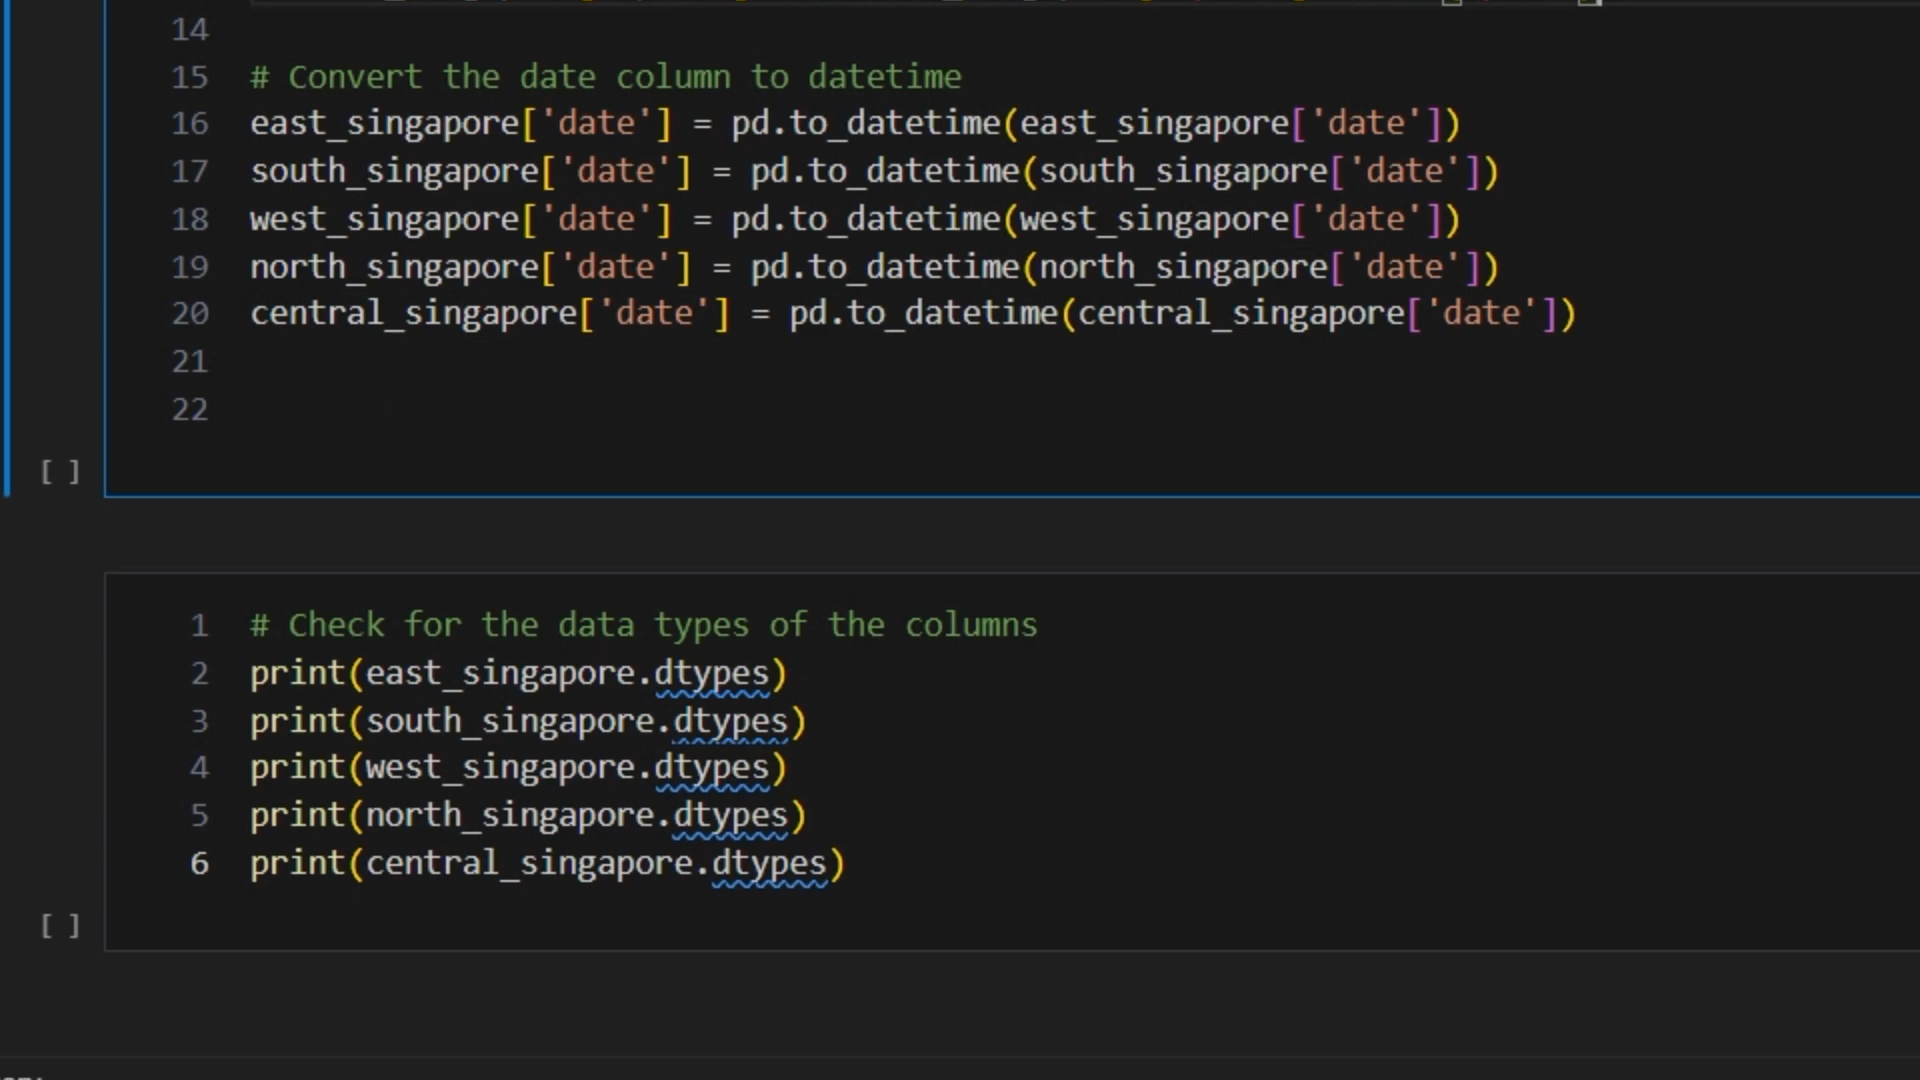 14
15 # Convert the date column to datetime
16 east_singapore['date'] = pd.to_datetime(east_singapore['date'])
17 south_singapore['date'] = pd.to_datetime(south_singapore['date'])
18 west_singapore['date'] = pd.to_datetime(west_singapore['date'])
19 north_singapore['date'] = pd.to_datetime(north_singapore['date'])
20 central_singapore['date'] = pd.to_datetime(central_singapore['date'])
21
22
[ ]
1 # Check for the data types of the columns
2 print(east_singapore.dtypes)
3 print(south_singapore.dtypes)
4 print(west_singapore.dtypes)
5 print(north_singapore.dtypes)
6 print(central_singapore.dtypes)
[ ]